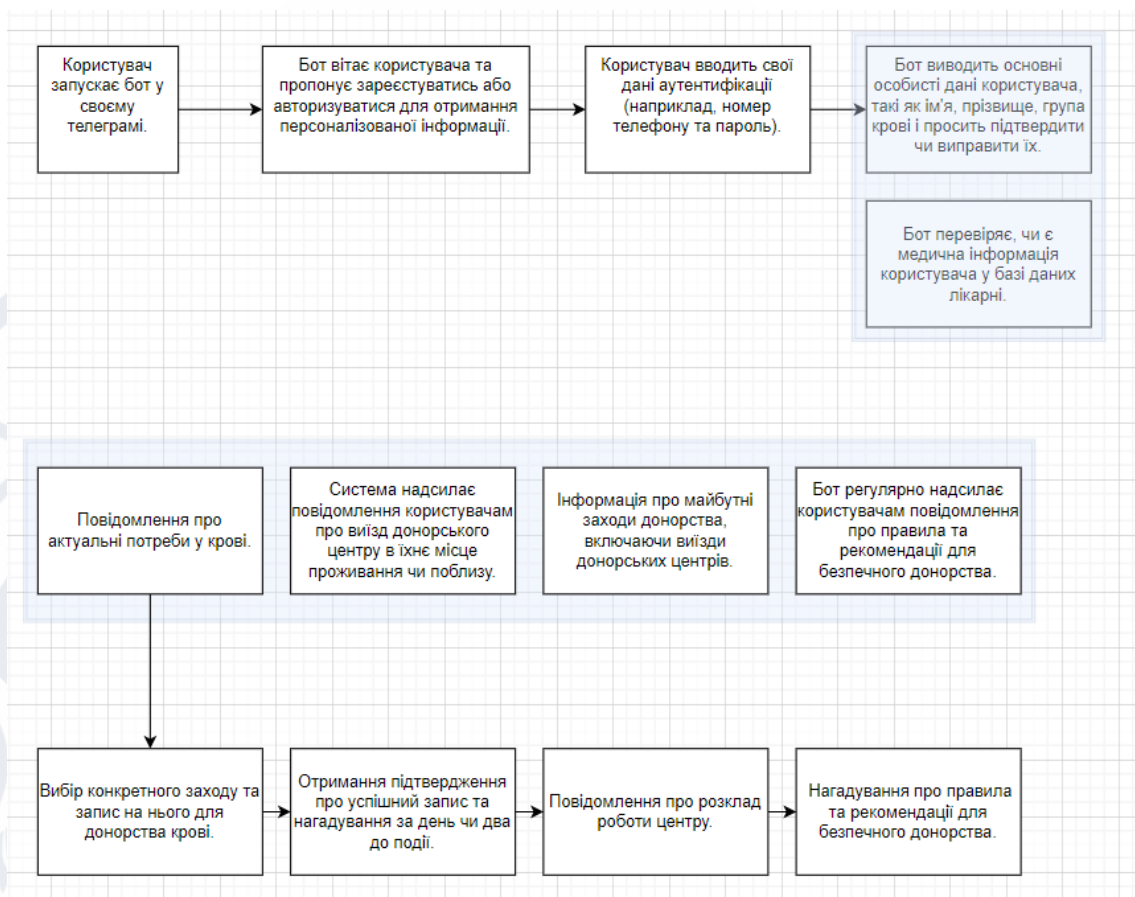 Користувач
запускає бот у
своєму
телеграмі.
Бот вітає користувача та
пропонує зареєстуватись або
авторизуватися для отримання
персоналізованої інформації.
Користувач вводить свої
дані аутентифікації
(наприклад, номер
телефону та пароль).
Бот виводить основні
особисті дані користувача,
такі як ім'я, прізвище, група
крові і просить підтвердити
чи виправити їх.
Бот перевіряє, чи є
медична інформація
користувача у базі даних
лікарні.
Повідомлення про
актуальні потреби у крові.
Система надсилає
повідомлення користувачам
про виїзд донорського
центру в їхнє місце
проживання чи поблизу.
Інформація про майбутні
заходи донорства,
включаючи виїзди
донорських центрів.
Бот регулярно надсилає
користувачам повідомлення
про правила та
рекомендації для
безпечного донорства.
Вибір конкретного заходу та
запис на нього для
донорства крові.
Отримання підтвердження
про успішний запис та
нагадування за день чи два
до події.
Повідомлення про розклад
роботи центру.
Нагадування про правила
та рекомендації для
безпечного донорства.